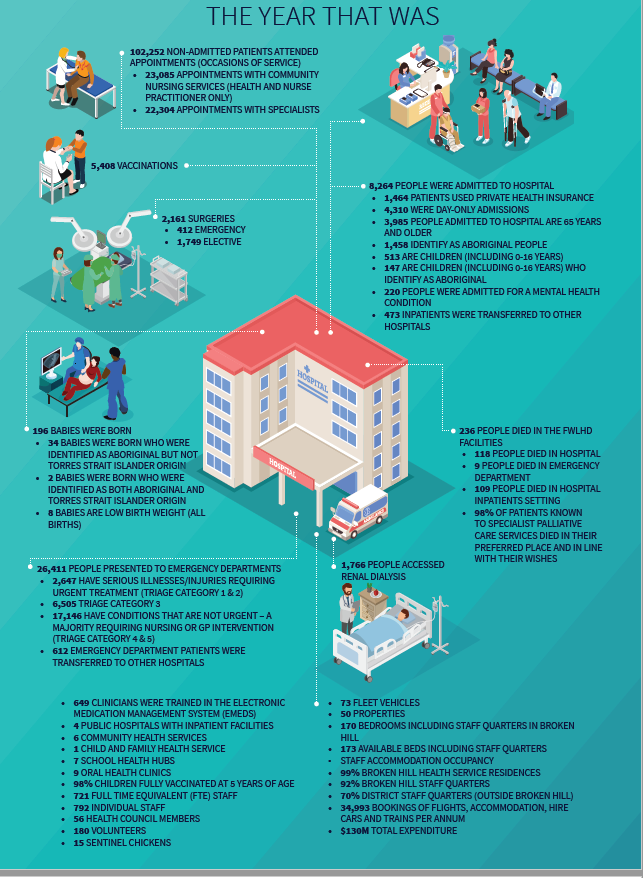 THE YEAR THAT WAS
102,252 NON-ADMITTED PATIENTS ATTENDED
APPOINTMENTS (OCCASIONS OF SERVICE)
• 23,085 APPOINTMENTS WITH COMMUNITY
NURSING SERVICES (HEALTH AND NURSE
PRACTITIONER ONLY)
• 22,304 APPOINTMENTS WITH SPECIALISTS
5,408 VACCINATIONS
2,161 SURGERIES
• 412 EMERGENCY
• 1,749 ELECTIVE
8,264 PEOPLE WERE ADMITTED TO HOSPITAL
• 1,464 PATIENTS USED PRIVATE HEALTH INSURANCE
• 4,310 WERE DAY-ONLY ADMISSIONS
• 3,985 PEOPLE ADMITTED TO HOSPITAL ARE 65 YEARS
AND OLDER
• 1,458 IDENTIFY AS ABORIGINAL PEOPLE
• 513 ARE CHILDREN (INCLUDING 0-16 YEARS)
• 147 ARE CHILDREN (INCLUDING 0-16 YEARS) WHO
IDENTIFY AS ABORIGINAL
• 220 PEOPLE WERE ADMITTED FOR A MENTAL HEALTH
CONDITION
• 473 INPATIENTS WERE TRANSFERRED TO OTHER
HOSPITALS
HOSPITAL
HOSPITAL
196 BABIES WERE BORN
• 34 BABIES WERE BORN WHO WERE
IDENTIFIED AS ABORIGINAL BUT NOT
TORRES STRAIT ISLANDER ORIGIN
• 2 BABIES WERE BORN WHO WERE
IDENTIFIED AS BOTH ABORIGINAL AND
TORRES STRAIT ISLANDER ORIGIN
• 8 BABIES ARE LOW BIRTH WEIGHT (ALL
BIRTHS)
236 PEOPLE DIED IN THE FWLHD
FACILITIES
• 118 PEOPLE DIED IN HOSPITAL
• 9 PEOPLE DIED IN EMERGENCY
DEPARTMENT
• 109 PEOPLE DIED IN HOSPITAL
INPATIENTS SETTING
• 98% OF PATIENTS KNOWN
TO SPECIALIST PALLIATIVE
CARE SERVICES DIED IN THEIR
PREFERRED PLACE AND IN LINE
WITH THEIR WISHES
26,411 PEOPLE PRESENTED TO EMERGENCY DEPARTMENTS
• 2,647 HAVE SERIOUS ILLNESSES/INJURIES REQUIRING
URGENT TREATMENT (TRIAGE CATEGORY 1 & 2)
• 6,505 TRIAGE CATEGORY 3
• 17,146 HAVE CONDITIONS THAT ARE NOT URGENT – A
MAJORITY REQUIRING NURSING OR GP INTERVENTION
(TRIAGE CATEGORY 4 & 5)
• 612 EMERGENCY DEPARTMENT PATIENTS WERE
TRANSFERRED TO OTHER HOSPITALS
1,766 PEOPLE ACCESSED
RENAL DIALYSIS
• 649 CLINICIANS WERE TRAINED IN THE ELECTRONIC
MEDICATION MANAGEMENT SYSTEM (EMEDS)
• 4 PUBLIC HOSPITALS WITH INPATIENT FACILITIES
• 6 COMMUNITY HEALTH SERVICES
• 1 CHILD AND FAMILY HEALTH SERVICE
• 7 SCHOOL HEALTH HUBS
• 9 ORAL HEALTH CLINICS
• 98% CHILDREN FULLY VACCINATED AT 5 YEARS OF AGE
• 721 FULL TIME EQUIVALENT (FTE) STAFF
• 792 INDIVIDUAL STAFF
• 56 HEALTH COUNCIL MEMBERS
• 180 VOLUNTEERS
• 15 SENTINEL CHICKENS
• 73 FLEET VEHICLES
• 50 PROPERTIES
• 170 BEDROOMS INCLUDING STAFF QUARTERS IN BROKEN
HILL
• 173 AVAILABLE BEDS INCLUDING STAFF QUARTERS
• STAFF ACCOMMODATION OCCUPANCY
• 99% BROKEN HILL HEALTH SERVICE RESIDENCES
• 92% BROKEN HILL STAFF QUARTERS
• 70% DISTRICT STAFF QUARTERS (OUTSIDE BROKEN HILL)
• 34,993 BOOKINGS OF FLIGHTS, ACCOMMODATION, HIRE
CARS AND TRAINS PER ANNUM
• $130M TOTAL EXPENDITURE